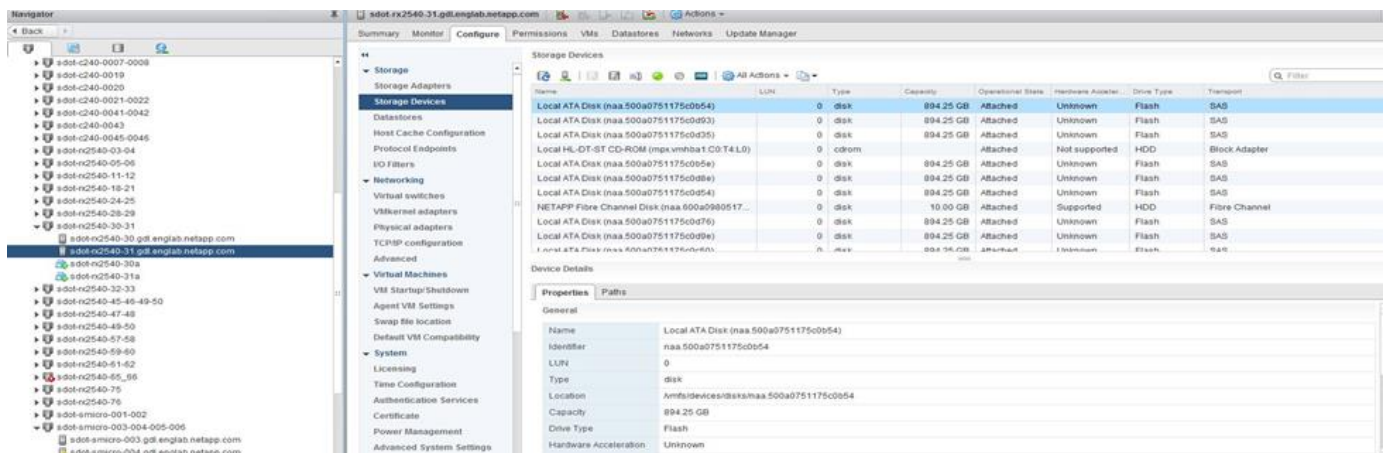 Navigator
Back
sdot-c240-0007-0008
sdot-c240-0019
sdot-c240-0020
sdot-c240-0021-0022
sdot-c240-0041-0042
sdot-c240-0043
sdot-c240-0045-0046
sdot-rx2540-03-04
sdot-rx2540-05-06
sdot-rx2540-11-12
sdot-rx2540-18-21
sdot-rx2540-24-25
sdot-rx2540-28-29
sdot-rx2540-30-31
sdot-rx2540-30.gdl.englab.netapp.com
sdot-rx2540-31.gdl.englab.netapp.com
sdot-rx2540-30a
sdot-rx2540-31a
sdot-rx2540-32-33
sdot-rx2540-45-46-49-50
sdot-rx2540-47-48
sdot-rx2540-49-50
sdot-rx2540-57-58
sdot-rx2540-59-60
sdot-rx2540-61-62
sdot-rx2540-65_66
sdot-rx2540-75
sdot-rx2540-76
sdot-smicro-001-002
sdot-smicro-003-004-005-006
sdot-smicro-003.gdl.englab.netapp.com
sdot-smicro-004.gdl.englab.netapp.com
sdot-rx2540-31.gdl.englab.netapp.com Actions
Summary Monitor Configure Permissions VMs Datastores Networks Update Manager
Storage
Storage Adapters
Storage Devices
Datastores
Host Cache Configuration
Protocol Endpoints
I/O Filters
Networking
Virtual switches
VMkernel adapters
Physical adapters
TCP/IP configuration
Advanced
Virtual Machines
VM Startup/Shutdown
Agent VM Settings
Swap file location
Default VM Compatibility
System
Licensing
Time Configuration
Authentication Services
Certificate
Power Management
Advanced System Settings
Storage Devices
All Actions Filter
Name LUN Type Capacity Operational State Hardware Acceler... Drive Type Transport
Local ATA Disk (naa.500a0751175c0b54) 0 disk 894.25 GB Attached Unknown Flash SAS
Local ATA Disk (naa.500a0751175c0d93) 0 disk 894.25 GB Attached Unknown Flash SAS
Local ATA Disk (naa.500a0751175c0d35) 0 disk 894.25 GB Attached Unknown Flash SAS
Local HL-DT-ST CD-ROM (mpx.vmhba1:C0:T4:L0) 0 cdrom Attached Not supported HDD Block Adapter
Local ATA Disk (naa.500a0751175c0b5e) 0 disk 894.25 GB Attached Unknown Flash SAS
Local ATA Disk (naa.500a0751175c0d8e) 0 disk 894.25 GB Attached Unknown Flash SAS
Local ATA Disk (naa.500a0751175c0d54) 0 disk 894.25 GB Attached Unknown Flash SAS
NETAPP Fibre Channel Disk (naa.600a0980517... 0 disk 10.00 GB Attached Supported HDD Fibre Channel
Local ATA Disk (naa.500a0751175c0d76) 0 disk 894.25 GB Attached Unknown Flash SAS
Local ATA Disk (naa.500a0751175c0d9e) 0 disk 894.25 GB Attached Unknown Flash SAS
Local ATA Disk 0 disk 894.25 GB Attached Unknown Flash SAS
Device Details
Properties Paths
General
Name Local ATA Disk (naa.500a0751175c0b54)
Identifier naa.500a0751175c0b54
LUN 0
Type disk
Location /vmfs/devices/disks/naa.500a0751175c0b54
Capacity 894.25 GB
Drive Type Flash
Hardware Acceleration Unknown